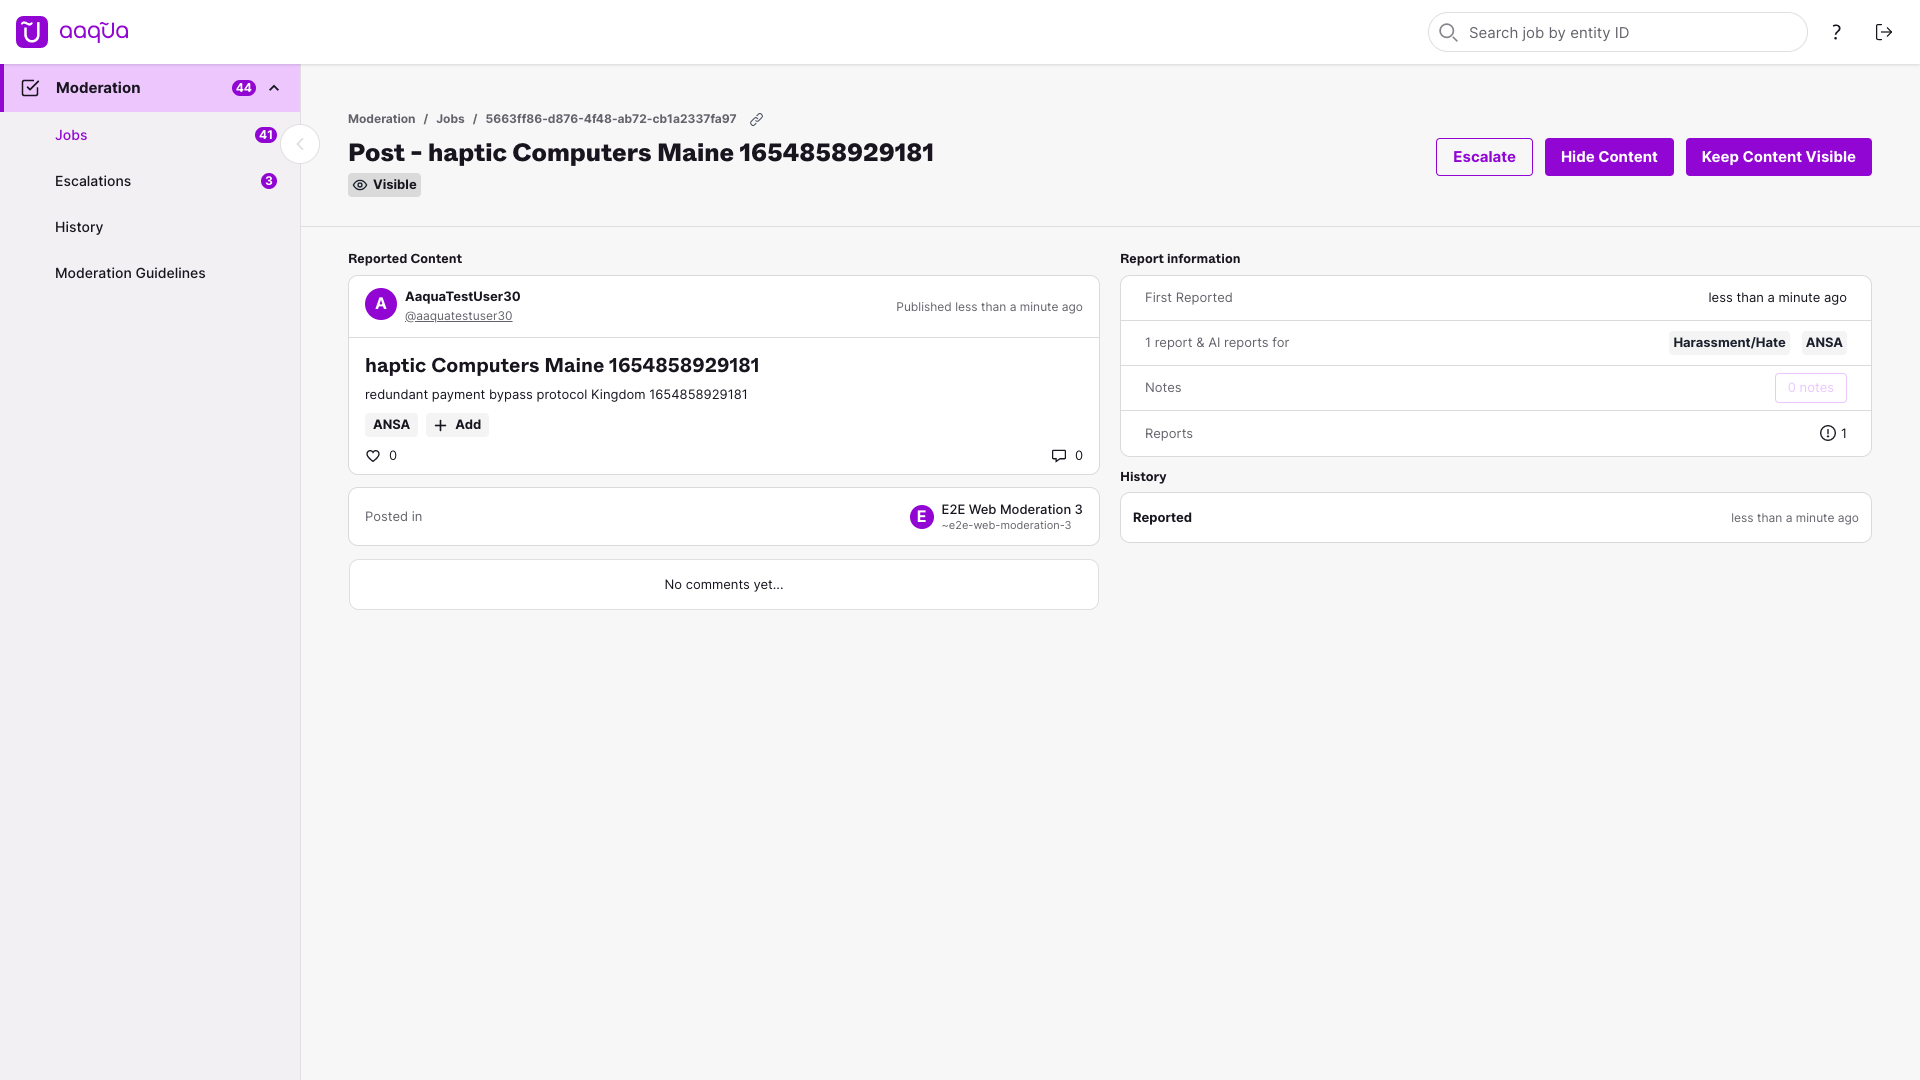 aaqũa
Search job by entity ID
?
Moderation 44
Jobs 41
Escalations 3
History
Moderation Guidelines
Moderation / Jobs / 5663ff86-d876-4f48-ab72-cb1a2337fa97
Post - haptic Computers Maine 1654858929181
Visible
Escalate
Hide Content
Keep Content Visible
Reported Content
A
AaquaTestUser30
@aaquatestuser30
Published less than a minute ago
haptic Computers Maine 1654858929181
redundant payment bypass protocol Kingdom 1654858929181
ANSA
Add
0
0
Posted in
E
E2E Web Moderation 3
~e2e-web-moderation-3
No comments yet...
Report information
First Reported
less than a minute ago
1 report & AI reports for
Harassment/Hate
ANSA
Notes
0 notes
Reports
1
History
Reported
less than a minute ago